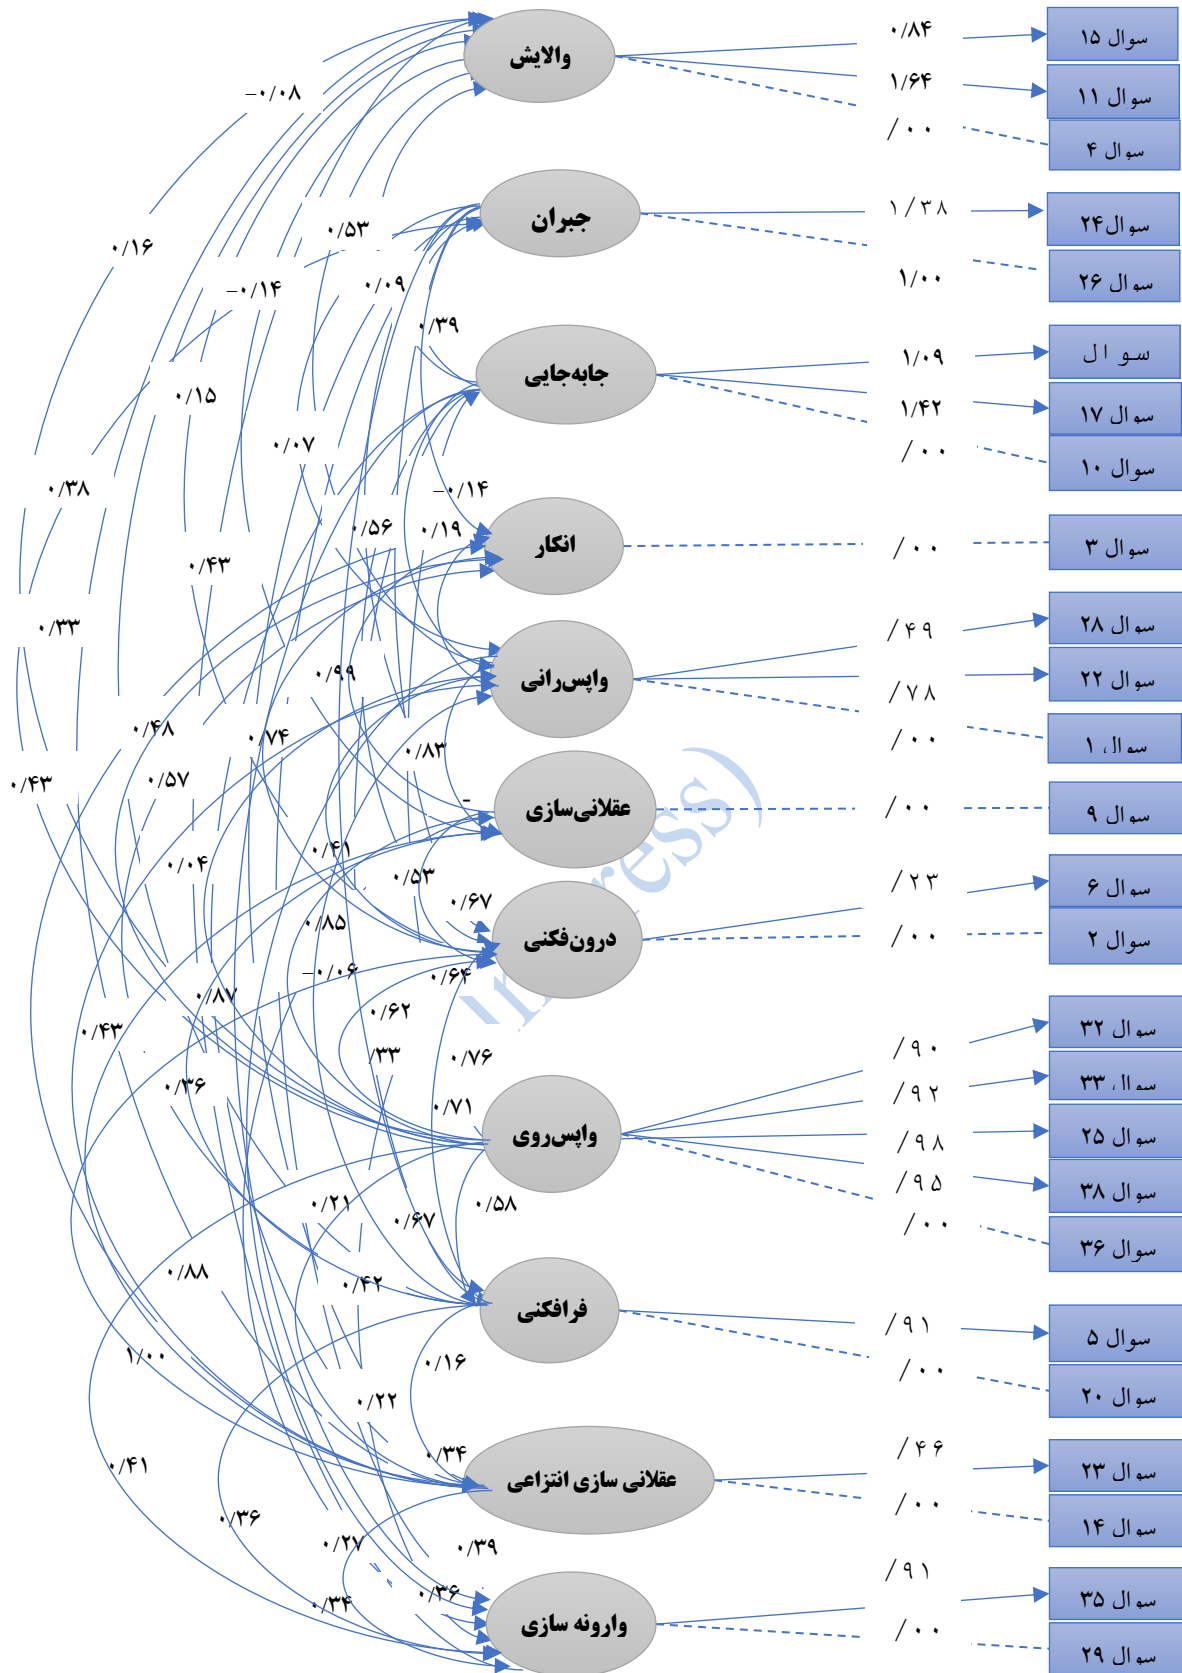 والایش
۰/۸۴
سوال ۱۵
۱/۶۴
سوال ۱۱
/۰۰
سوال ۴
−۰/۰۸
جبران
۱/۳۸
سوال۲۴
۱/۰۰
سوال ۲۶
۰/۱۶
۰/۵۳
−۰/۱۴
۰/۰۹
۰/۳۹
جابه‌جایی
۱/۰۹
سوال
۱/۴۲
سوال ۱۷
/۰۰
سوال ۱۰
۰/۱۵
۰/۰۷
۰/۳۸
−۰/۱۴
۰/۵۶
۰/۱۹
انکار
/۰۰
سوال ۳
۰/۴۳
۰/۳۳
واپس‌رانی
/۴۹
سوال ۲۸
/۷۸
سوال ۲۲
/۰۰
سوال ۱
۰/۹۹
۰/۴۸
۰/۷۴
۰/۸۳
۰/۴۳
۰/۵۷
-
عقلانی‌سازی
/۰۰
سوال ۹
۰/۰۴
۰/۴۱
۰/۵۳
۰/۶۷
درون‌فکنی
/۲۳
سوال ۶
/۰۰
سوال ۲
۰/۸۵
−۰/۰۶
۰/۶۴
۰/۸۷
۰/۶۲
۰/۴۳
/۳۳
۰/۷۶
۰/۳۶
۰/۷۱
In Press)
واپس‌روی
/۹۰
سوال ۳۲
/۹۲
سوال ۳۳
/۹۸
سوال ۲۵
/۹۵
سوال ۳۸
/۰۰
سوال ۳۶
۰/۲۱
۰/۶۷
۰/۵۸
۰/۸۸
۰/۴۲
فرافکنی
/۹۱
سوال ۵
/۰۰
سوال ۲۰
۱/۰۰
۰/۱۶
۰/۲۲
۰/۳۴
۰/۴۱
عقلانی سازی انتزاعی
/۴۶
سوال ۲۳
/۰۰
سوال ۱۴
۰/۳۶
۰/۲۷
۰/۳۹
۰/۳۶
۰/۳۴
وارونه سازی
/۹۱
سوال ۳۵
/۰۰
سوال ۲۹